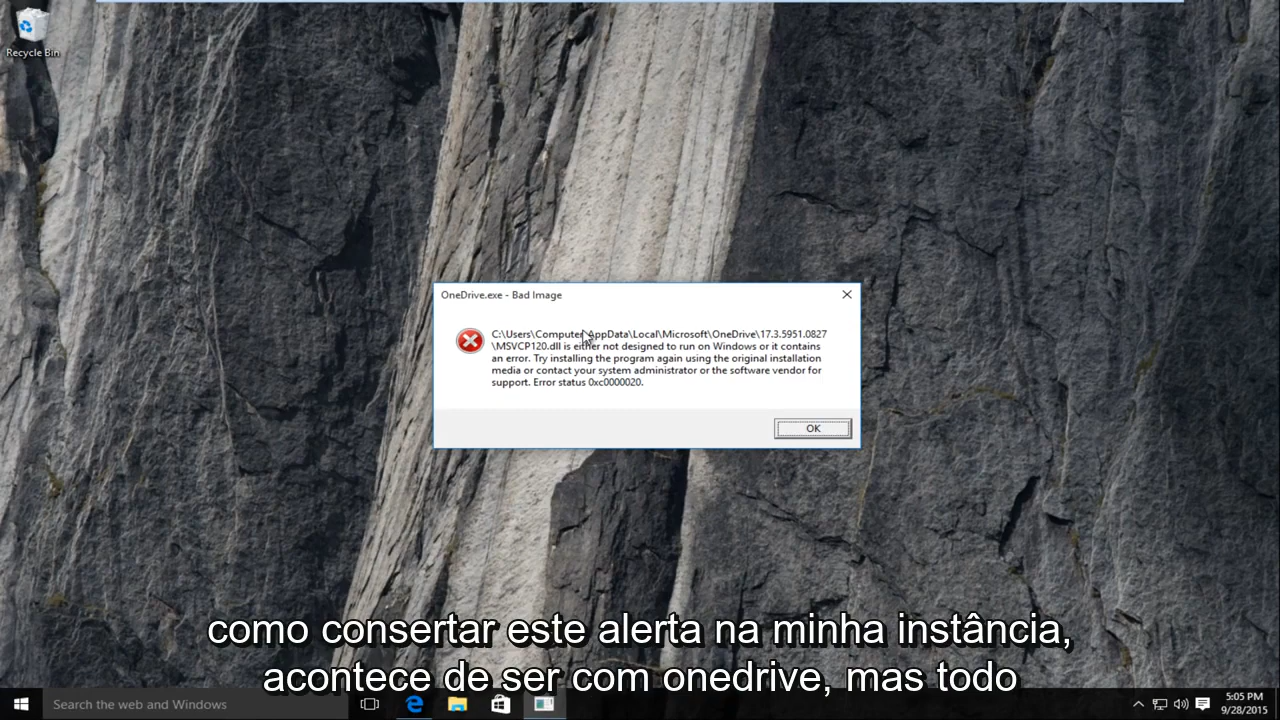 Recycle Bin
OneDrive.exe - Bad Image
C:\Users\Computer\AppData\Local\Microsoft\OneDrive\17.3.5951.0827
\MSVCP120.dll is either not designed to run on Windows or it contains
an error. Try installing the program again using the original installation
media or contact your system administrator or the software vendor for
support. Error status 0xc0000020.
OK
como consertar este alerta na minha instância,
acontece de ser com onedrive, mas todo
Search the web and Windows
5:05 PM
9/28/2015